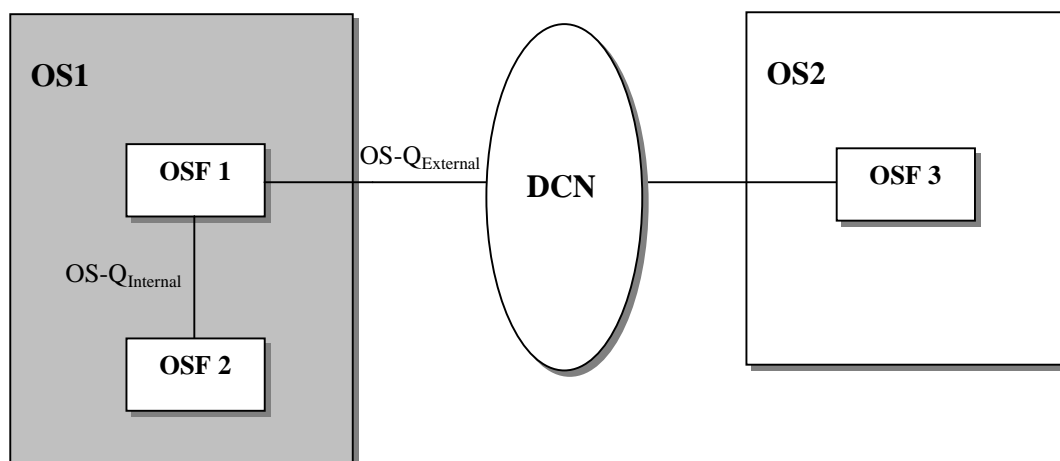 OS1
OS2
OSF 1
OS-QExternal
DCN
OSF 3
OS-QInternal
OSF 2